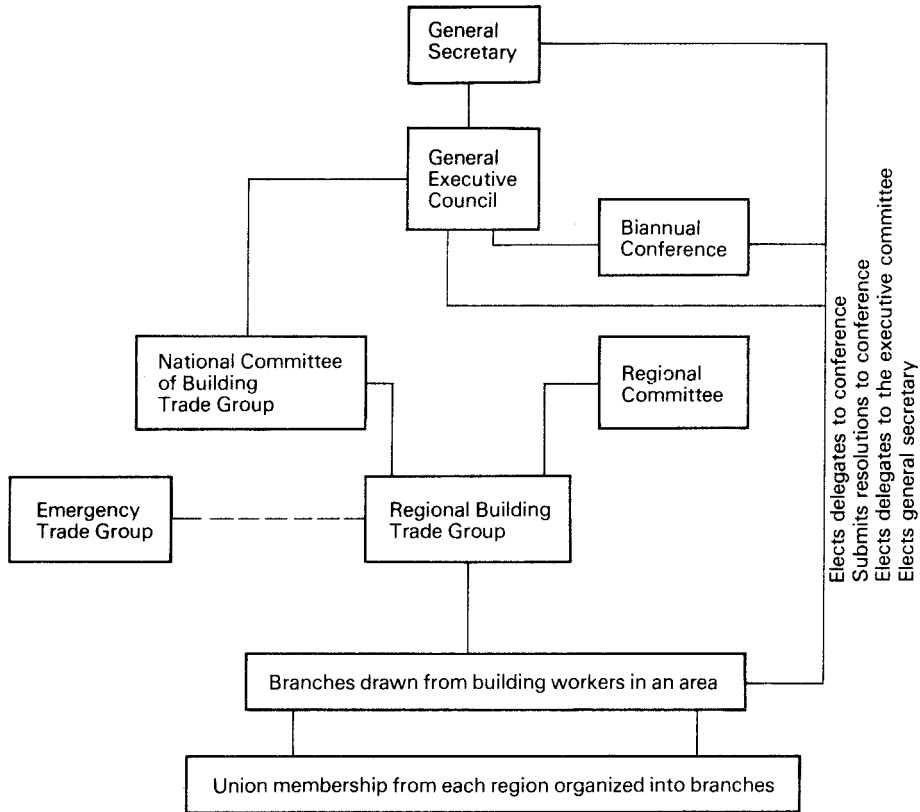 General
Secretary
General
Executive
Council
Biannual
Conference
National Committee
of Building
Trade Group
Regional
Committee
Emergency
Trade Group
Regional Building
Trade Group
Branches drawn from building workers in an area
Union membership from each region organized into branches
Elects delegates to conference
Submits resolutions to conference
Elects delegates to the executive committee
Elects general secretary